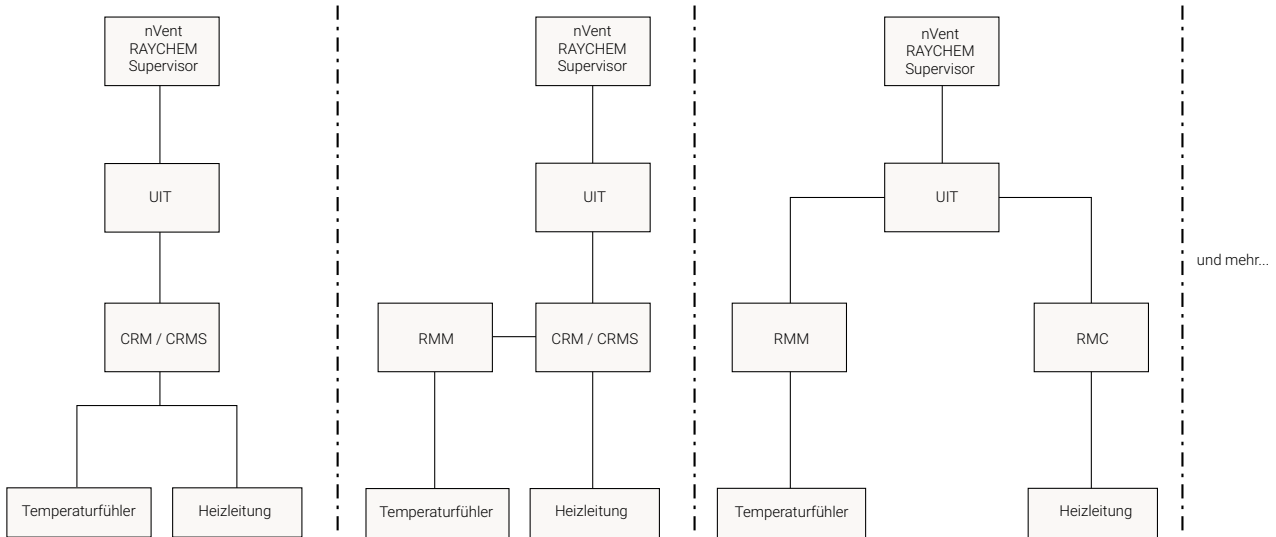 nVent
RAYCHEM
Supervisor
UIT
CRM / CRMS
Temperaturfühler
Heizleitung
nVent
RAYCHEM
Supervisor
UIT
RMM
CRM / CRMS
Temperaturfühler
Heizleitung
nVent
RAYCHEM
Supervisor
UIT
RMM
RMC
Temperaturfühler
Heizleitung
und mehr...